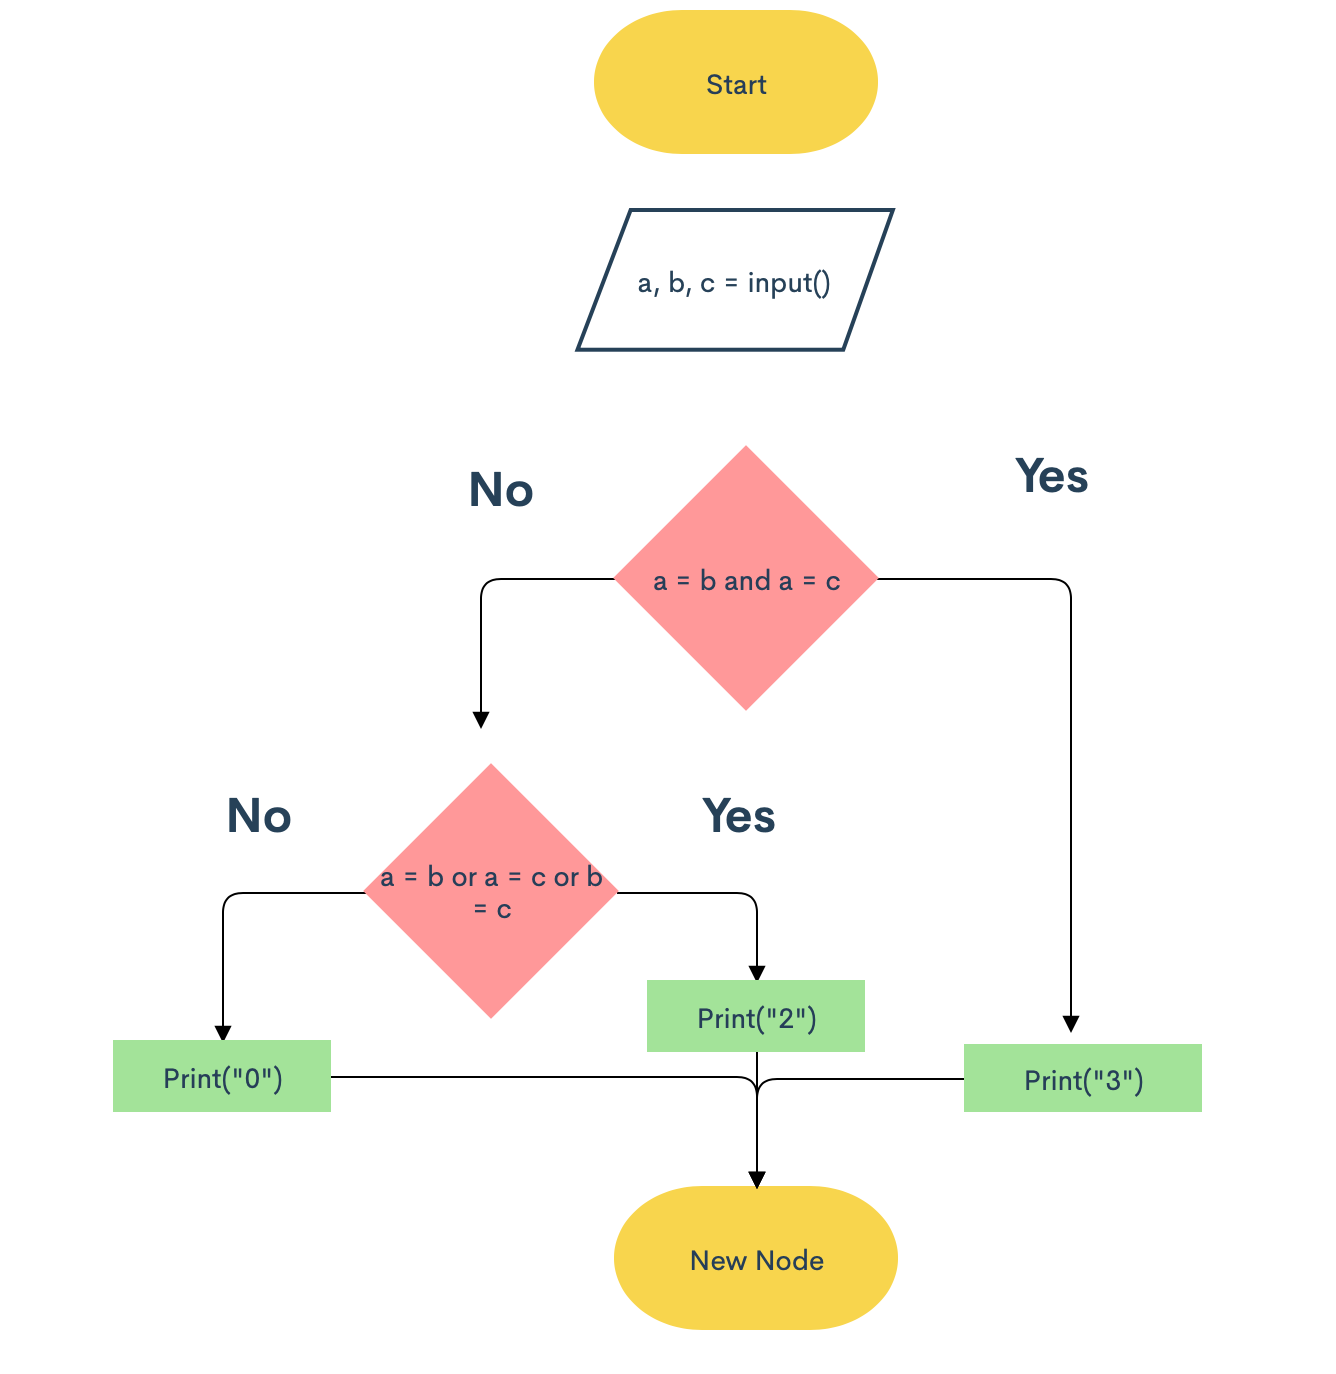 Start
a, b, c = input()
No
Yes
a = b and a = c
No
Yes
a = b or a = c or b
= c
Print("2")
Print("0")
Print("3")
New Node